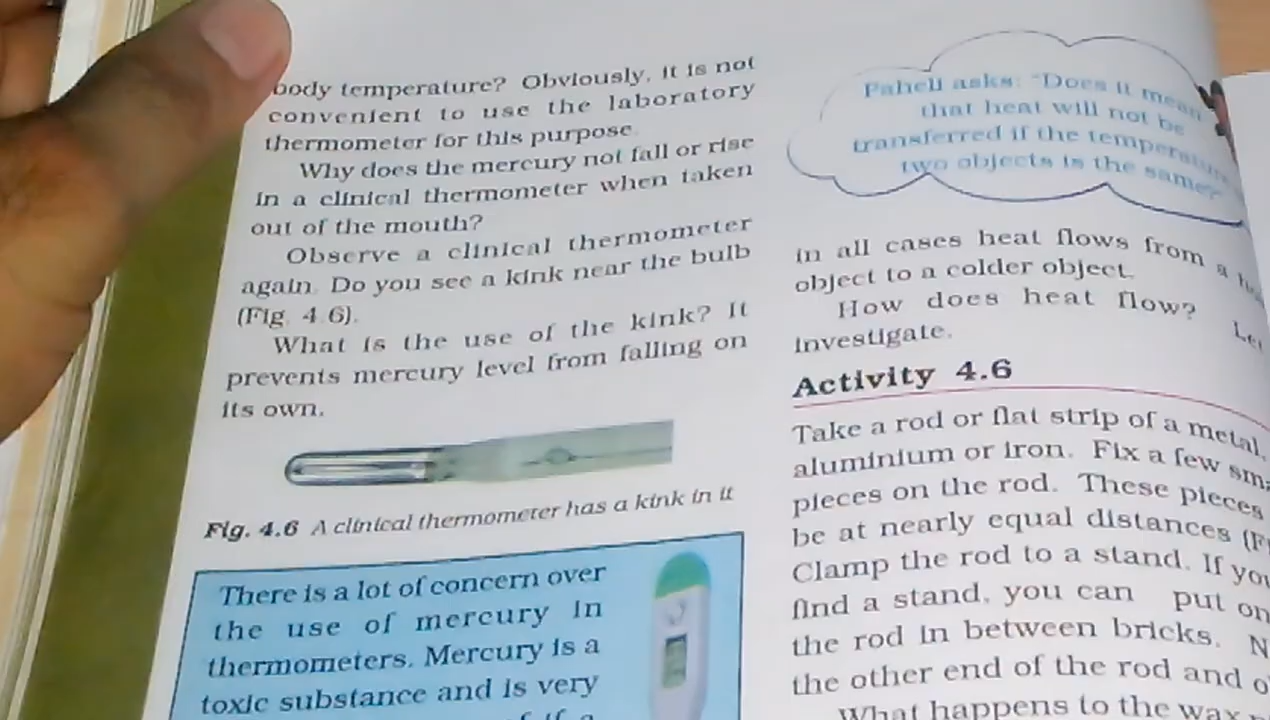 body temperature? Obviously, it is not
convenient to use the laboratory
thermometer for this purpose.
Why does the mercury not fall or rise
in a clinical thermometer when taken
out of the mouth?
Observe a clinical thermometer
again. Do you see a kink near the bulb
(Fig. 4.6).
What is the use of the kink? It
prevents mercury level from falling on
its own.
Fig. 4.6 A clinical thermometer has a kink in it
There is a lot of concern over
the use of mercury in
thermometers. Mercury is a
toxic substance and is very
Paheli asks: "Does it mean
that heat will not be
transferred if the temperature
two objects is the same?"
in all cases heat flows from a
object to a colder object.
How does heat flow? Let
investigate.
Activity 4.6
Take a rod or flat strip of a metal,
aluminium or iron. Fix a few
pieces on the rod. These pieces
be at nearly equal distances
Clamp the rod to a stand. If you
find a stand, you can put
the rod in between bricks.
the other end of the rod and
What happens to the wax